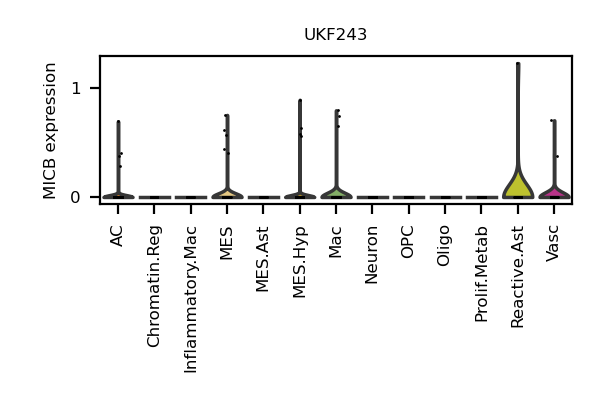 UKF243
MICB expression
1
0
AC
Chromatin.Reg
Inflammatory.Mac
MES
MES.Ast
MES.Hyp
Mac
Neuron
OPC
Oligo
Prolif.Metab
Reactive.Ast
Vasc